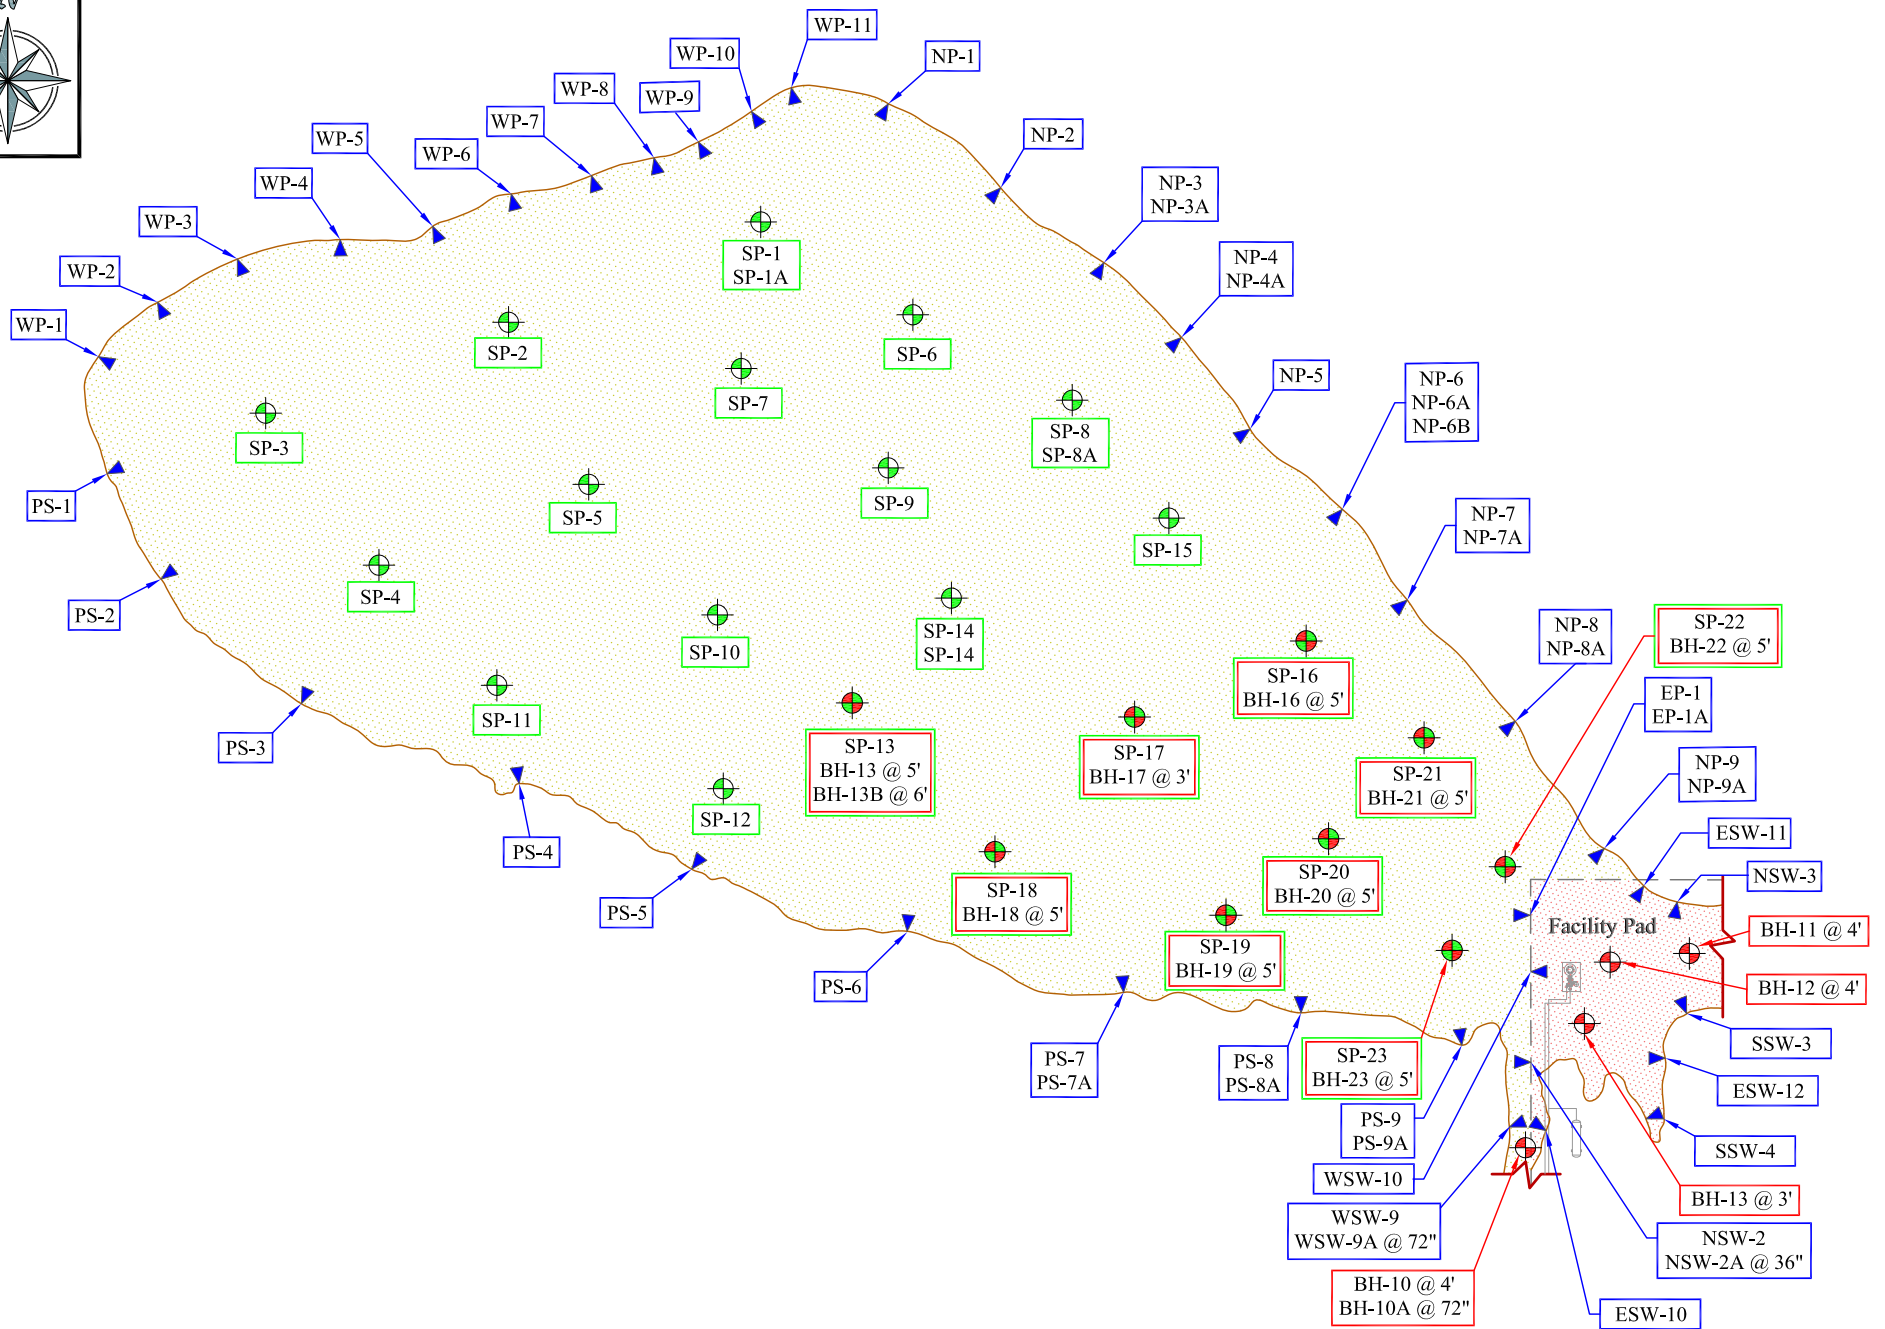 WP-11
WP-10
NP-1
WP-8
WP-9
WP-7
WP-5
WP-6
NP-2
WP-4
NP-3
NP-3A
WP-3
WP-2
NP-4
NP-4A
WP-1
SP-1
SP-1A
SP-2
SP-6
NP-5
SP-7
NP-6
NP-6A
NP-6B
SP-3
SP-8
SP-8A
PS-1
SP-9
SP-5
NP-7
NP-7A
SP-15
SP-4
PS-2
SP-14
SP-14
SP-10
NP-8
NP-8A
SP-22
BH-22 @ 5'
SP-16
BH-16 @ 5'
EP-1
EP-1A
SP-11
PS-3
SP-13
BH-13 @ 5'
BH-13B @ 6'
SP-17
BH-17 @ 3'
SP-21
BH-21 @ 5'
NP-9
NP-9A
SP-12
PS-4
ESW-11
SP-20
BH-20 @ 5'
NSW-3
SP-18
BH-18 @ 5'
PS-5
Facility Pad
BH-11 @ 4'
SP-19
BH-19 @ 5'
PS-6
BH-12 @ 4'
SSW-3
PS-7
PS-7A
PS-8
PS-8A
SP-23
BH-23 @ 5'
ESW-12
PS-9
PS-9A
SSW-4
WSW-10
BH-13 @ 3'
WSW-9
WSW-9A @ 72"
NSW-2
NSW-2A @ 36"
BH-10 @ 4'
BH-10A @ 72"
ESW-10